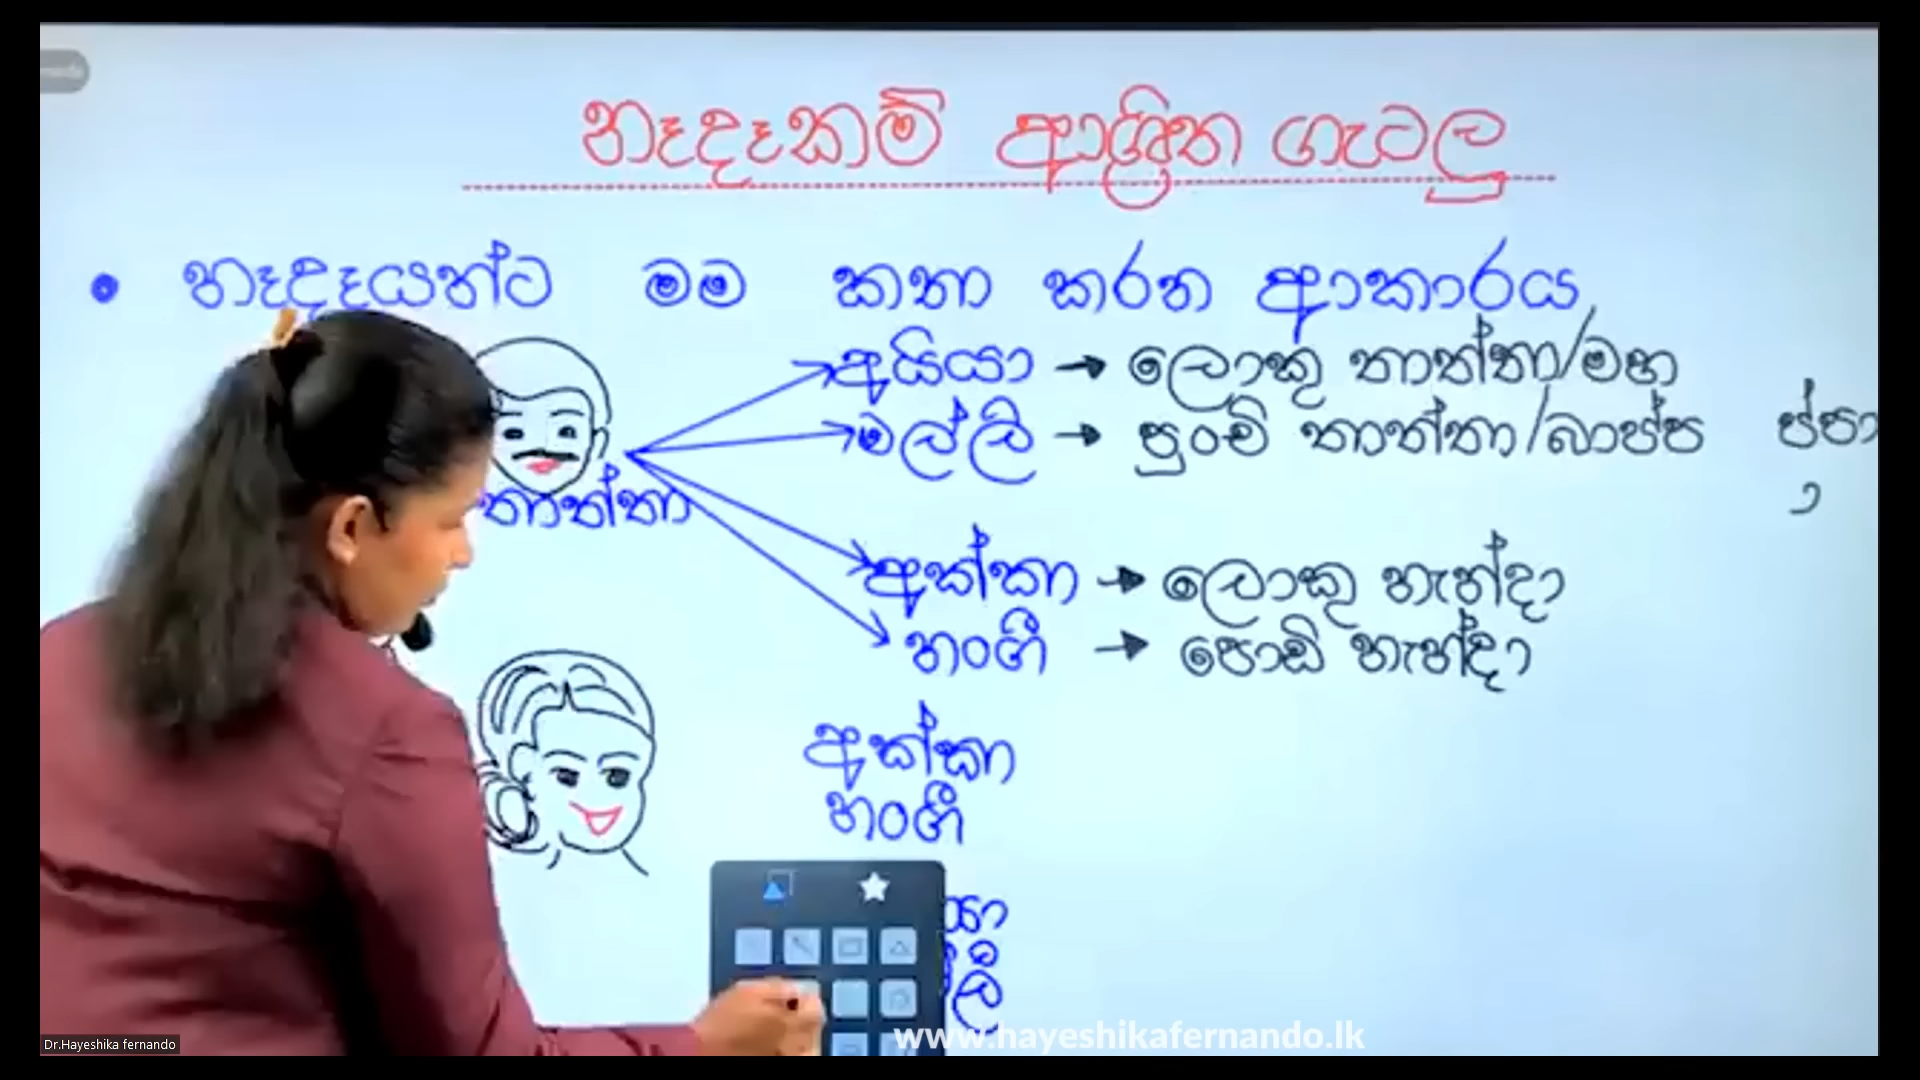 නෑදෑකම් ආශ්‍රිත ගැටලු
• නෑදෑයන්ට මම කතා කරන ආකාරය
අයියා → ලොකු තාත්තා/මහ
මල්ලි → පුංචි තාත්තා/බාප්ප ප්පා
තාත්තා
අක්කා → ලොකු නැන්දා
නංගී → පොඩි නැන්දා
අක්කා
නංගී
Dr.Hayeshika fernando
www.hayeshikafernando.lk